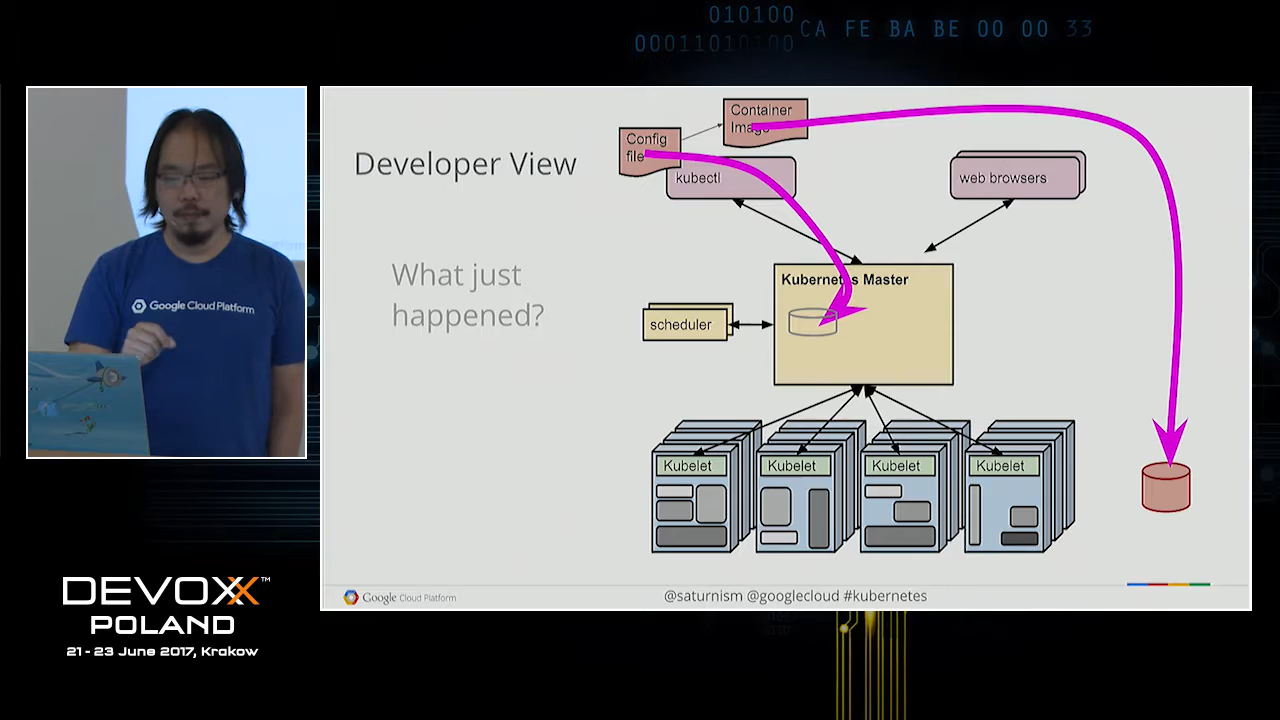 010100
00011010100
CA FE BA BE 00 00 33
Developer View
What just
happened?
Config
file
Container
Image
kubectl
web browsers
Kubernetes Master
scheduler
Kubelet
Kubelet
Kubelet
Kubelet
Google Cloud Platform
@saturnism @googlecloud #kubernetes
Google Cloud Platform
DEVOXX™
POLAND
21 - 23 June 2017, Krakow